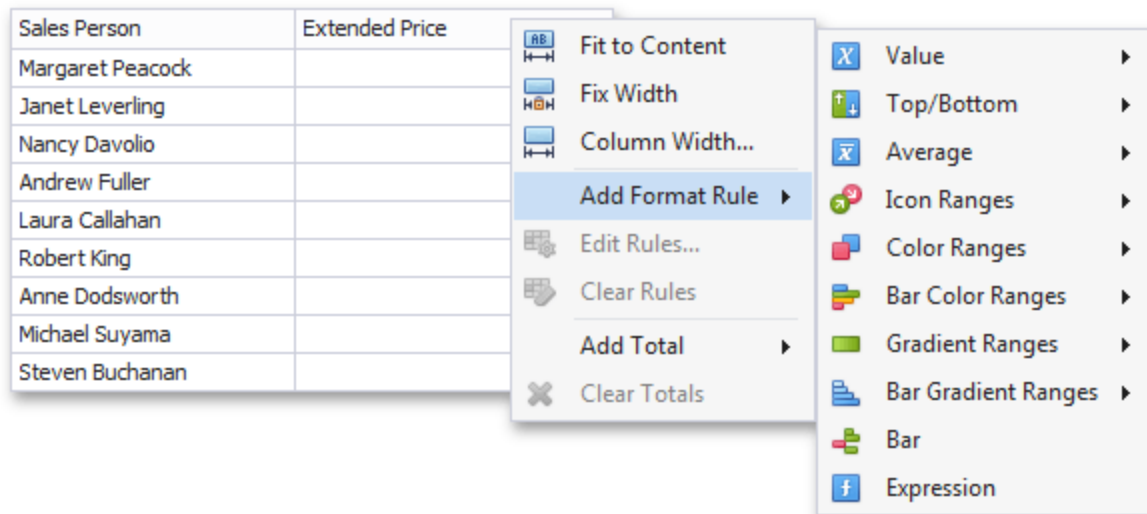 Sales Person
Extended Price
Margaret Peacock
Janet Leverling
Nancy Davolio
Andrew Fuller
Laura Callahan
Robert King
Anne Dodsworth
Michael Suyama
Steven Buchanan
AB
Fit to Content
Fix Width
Column Width...
Add Format Rule
Edit Rules...
Clear Rules
Add Total
Clear Totals
X
Value
Top/Bottom
x̅
Average
Icon Ranges
Color Ranges
Bar Color Ranges
Gradient Ranges
Bar Gradient Ranges
Bar
f
Expression